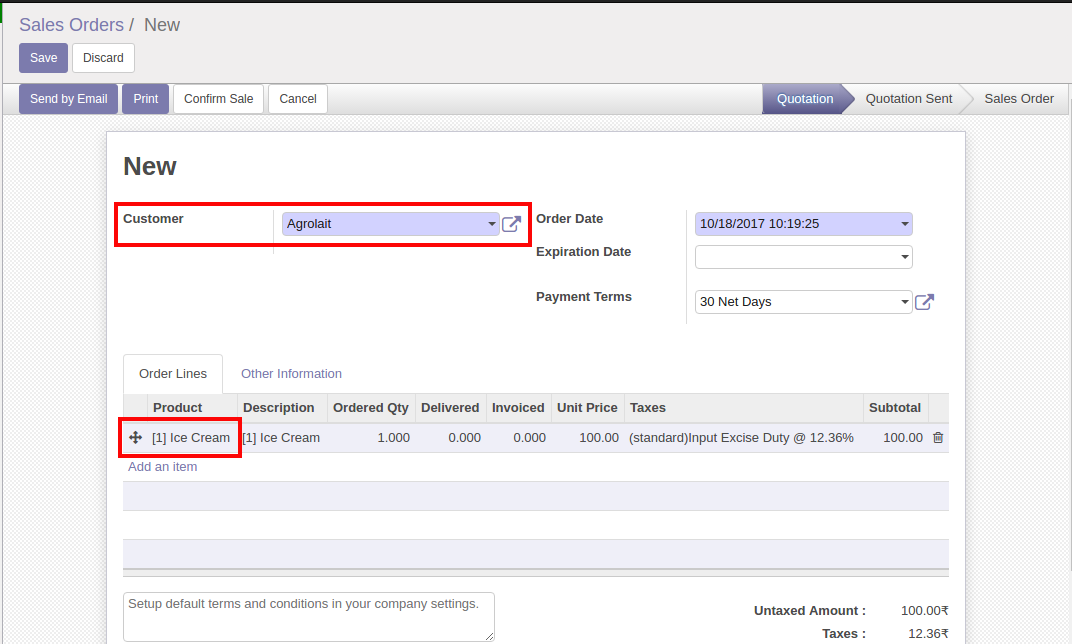 Sales Orders / New
Save Discard
Send by Email Print Confirm Sale Cancel Quotation Quotation Sent Sales Order
New
Customer Agrolait Order Date 10/18/2017 10:19:25
Expiration Date
Payment Terms 30 Net Days
Order Lines Other Information
Product Description Ordered Qty Delivered Invoiced Unit Price Taxes Subtotal
[1] Ice Cream [1] Ice Cream 1.000 0.000 0.000 100.00 (standard)Input Excise Duty @ 12.36% 100.00
Add an item
Setup default terms and conditions in your company settings.
Untaxed Amount : 100.00₹
Taxes : 12.36₹